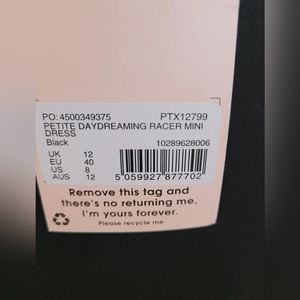 PO: 4500349375 PTX12799
PETITE DAYDREAMING RACER MINI
DRESS
Black 10289628006
UK 12
EU 40
US 8
AUS 12
5 059927 877702
Remove this tag and
there's no returning me,
I'm yours forever.
Please recycle me